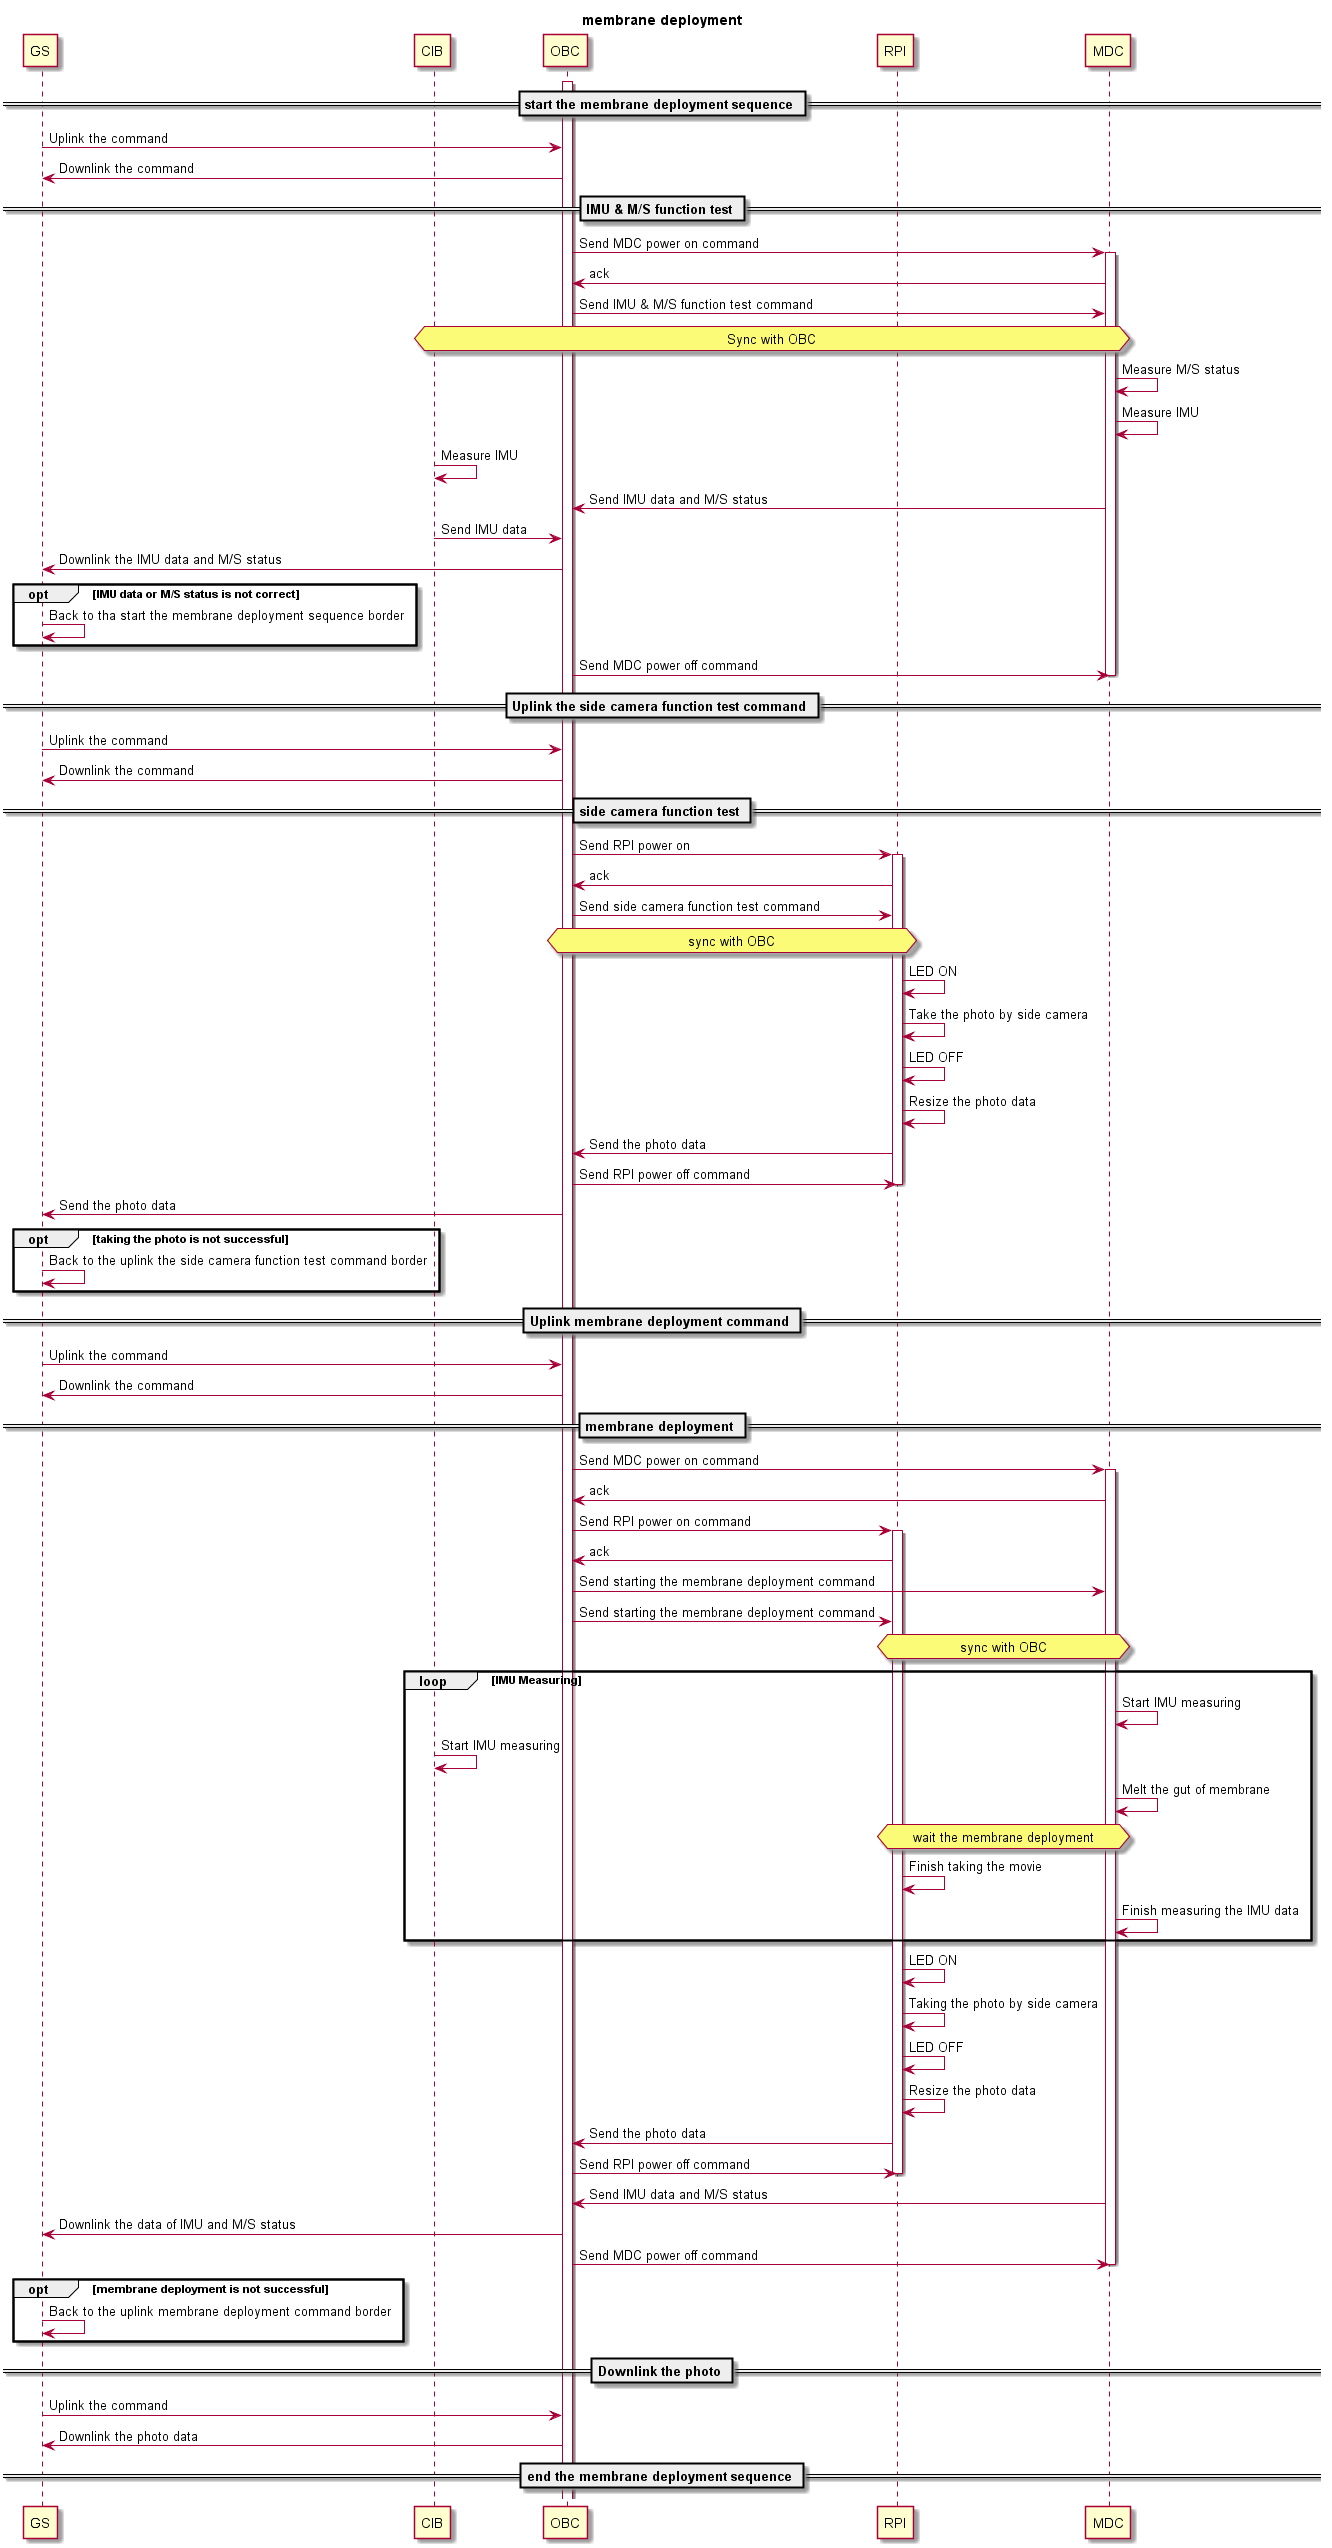 membrane deployment
GS
CIB
OBC
RPI
MDC
start the membrane deployment sequence
Uplink the command
Downlink the command
IMU & M/S function test
Send MDC power on command
ack
Send IMU & M/S function test command
Sync with OBC
Measure M/S status
Measure IMU
Measure IMU
Send IMU data and M/S status
Send IMU data
Downlink the IMU data and M/S status
opt [IMU data or M/S status is not correct]
Back to tha start the membrane deployment sequence border
Send MDC power off command
Uplink the side camera function test command
Uplink the command
Downlink the command
side camera function test
Send RPI power on
ack
Send side camera function test command
sync with OBC
LED ON
Take the photo by side camera
LED OFF
Resize the photo data
Send the photo data
Send RPI power off command
Send the photo data
opt [taking the photo is not successful]
Back to the uplink the side camera function test command border
Uplink membrane deployment command
Uplink the command
Downlink the command
membrane deployment
Send MDC power on command
ack
Send RPI power on command
ack
Send starting the membrane deployment command
Send starting the membrane deployment command
sync with OBC
loop [IMU Measuring]
Start IMU measuring
Start IMU measuring
Melt the gut of membrane
wait the membrane deployment
Finish taking the movie
Finish measuring the IMU data
LED ON
Taking the photo by side camera
LED OFF
Resize the photo data
Send the photo data
Send RPI power off command
Send IMU data and M/S status
Downlink the data of IMU and M/S status
Send MDC power off command
opt [membrane deployment is not successful]
Back to the uplink membrane deployment command border
Downlink the photo
Uplink the command
Downlink the photo data
end the membrane deployment sequence
GS
CIB
OBC
RPI
MDC